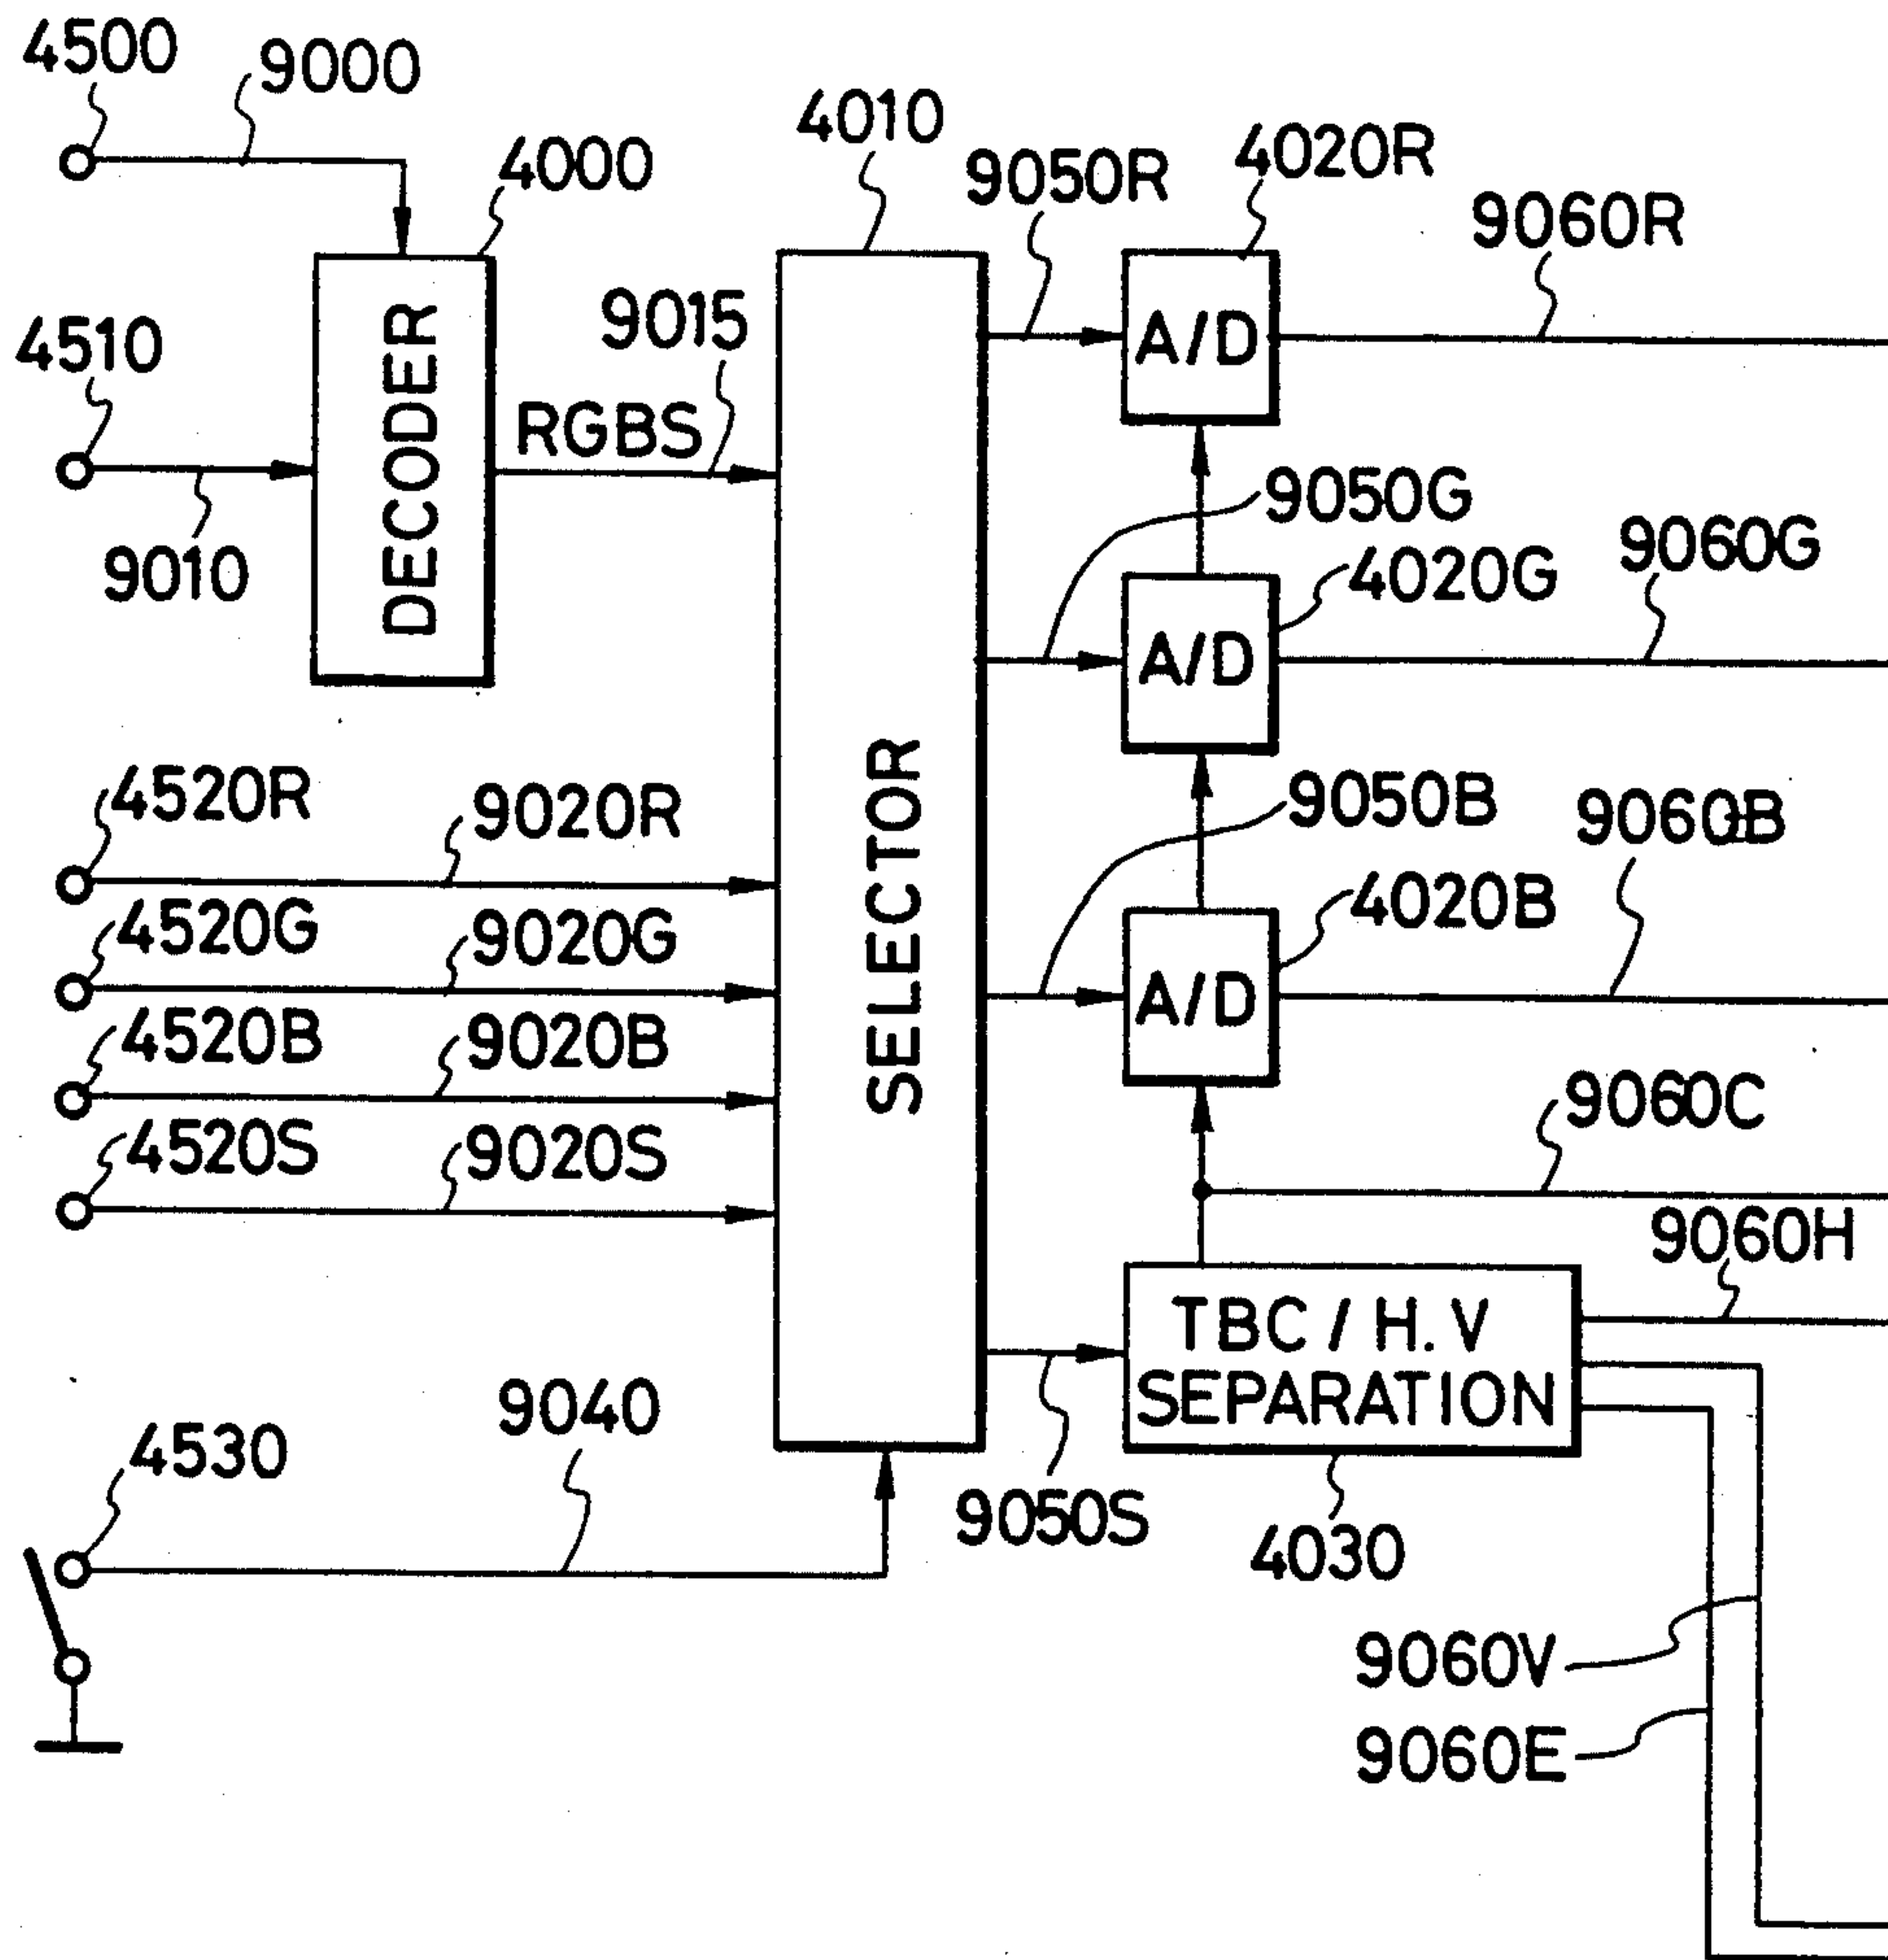 4500
9000
4010
4000
9050R
4020R
9060R
4510
9015
DECODER
RGBS
A/D
9010
9050G
4020G
9060G
A/D
4520R
9020R
SELECTOR
9050B
9060B
4020B
4520G
9020G
A/D
4520B
9020B
9060C
4520S
9020S
9060H
TBC / H. V
SEPARATION
4530
9040
9050S
4030
9060V
9060E